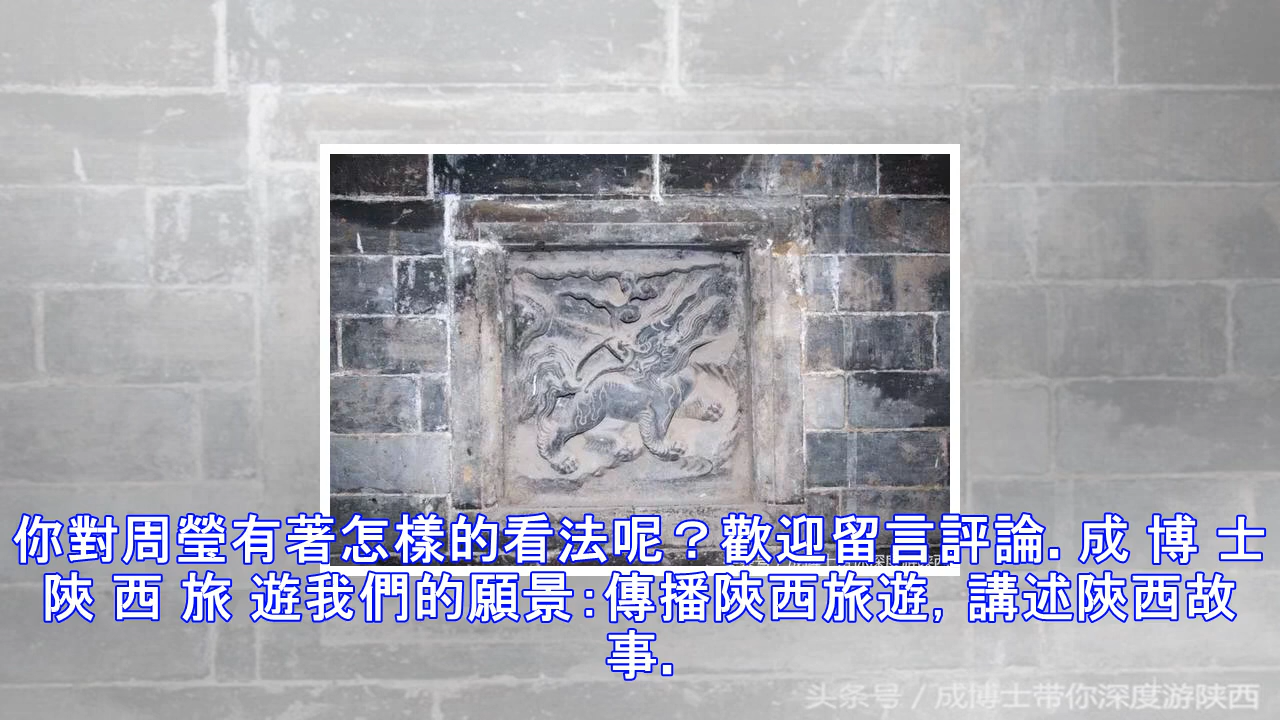 你對周瑩有著怎樣的看法呢？歡迎留言評論. 成 博 士
陝 西 旅 遊我們的願景:傳播陝西旅遊, 講述陝西故
事.
头条号 / 成博士带你深度游陕西